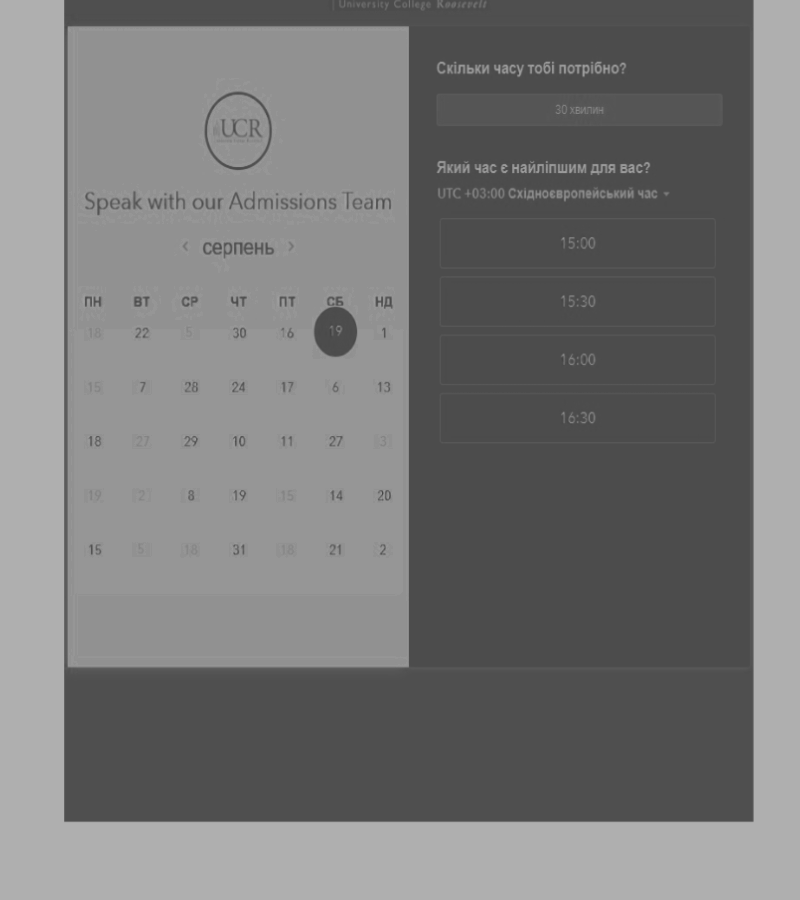 University College Roosevelt
UCR
Speak with our Admissions Team
‹ серпень ›
ПН ВТ СР ЧТ ПТ СБ НД
18 22 5 30 16 19 1
15 7 28 24 17 6 13
18 27 29 10 11 27 3
19 2 8 19 15 14 20
15 5 18 31 18 21 2
Скільки часу тобі потрібно?
30 хвилин
Який час є найліпшим для вас?
UTC +03:00 Східноєвропейський час
15:00
15:30
16:00
16:30